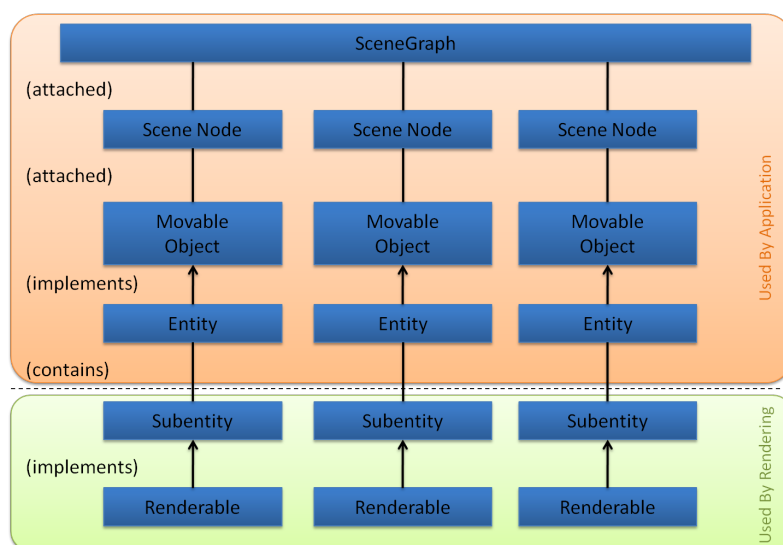 SceneGraph
(attached)
Scene Node Scene Node Scene Node
(attached)
Movable Movable Movable
Object Object Object
(implements)
Entity Entity Entity
(contains)
Used By Application
Subentity Subentity Subentity
(implements)
Renderable Renderable Renderable
Used By Rendering